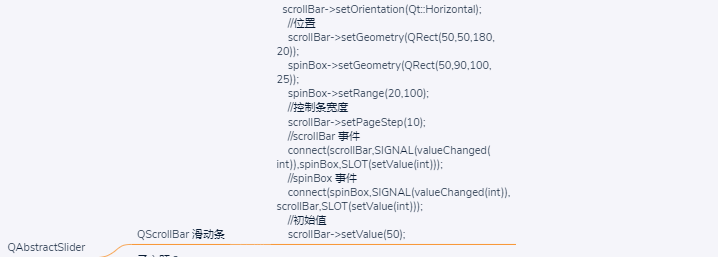 scrollBar->setOrientation(Qt::Horizontal);
//位置
scrollBar->setGeometry(QRect(50,50,180,
20));
spinBox->setGeometry(QRect(50,90,100,
25));
spinBox->setRange(20,100);
//控制条宽度
scrollBar->setPageStep(10);
//scrollBar 事件
connect(scrollBar,SIGNAL(valueChanged(
int)),spinBox,SLOT(setValue(int)));
//spinBox 事件
connect(spinBox,SIGNAL(valueChanged(int)),
scrollBar,SLOT(setValue(int)));
//初始值
scrollBar->setValue(50);
QScrollBar 滑动条
QAbstractSlider